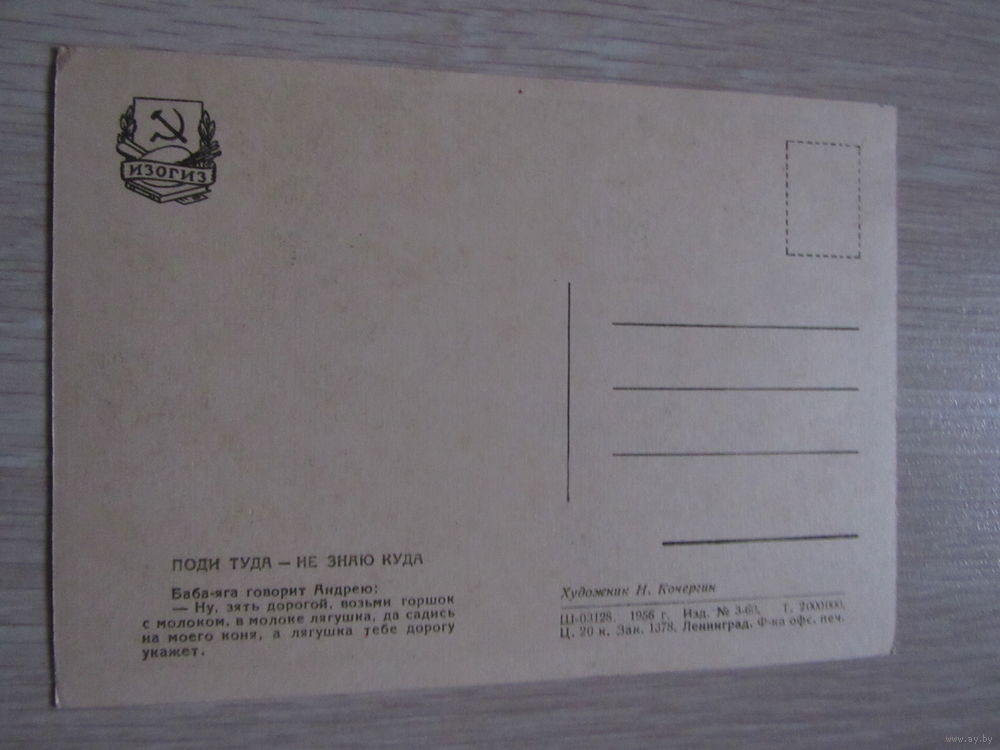 ИЗОГИЗ
ПОДИ ТУДА — НЕ ЗНАЮ КУДА
Баба-яга говорит Андрею:
— Ну, зять дорогой, возьми горшок
с молоком, в молоке лягушка, да садись
на моего коня, а лягушка тебе дорогу
укажет.
Художник Н. Кочергин
Ш-03128. 1956 г. Изд. № 3-60. Т. 2000000.
Ц. 20 к. Зак. 1378. Ленинград. Ф-ка офс. печ.
www.ay.by